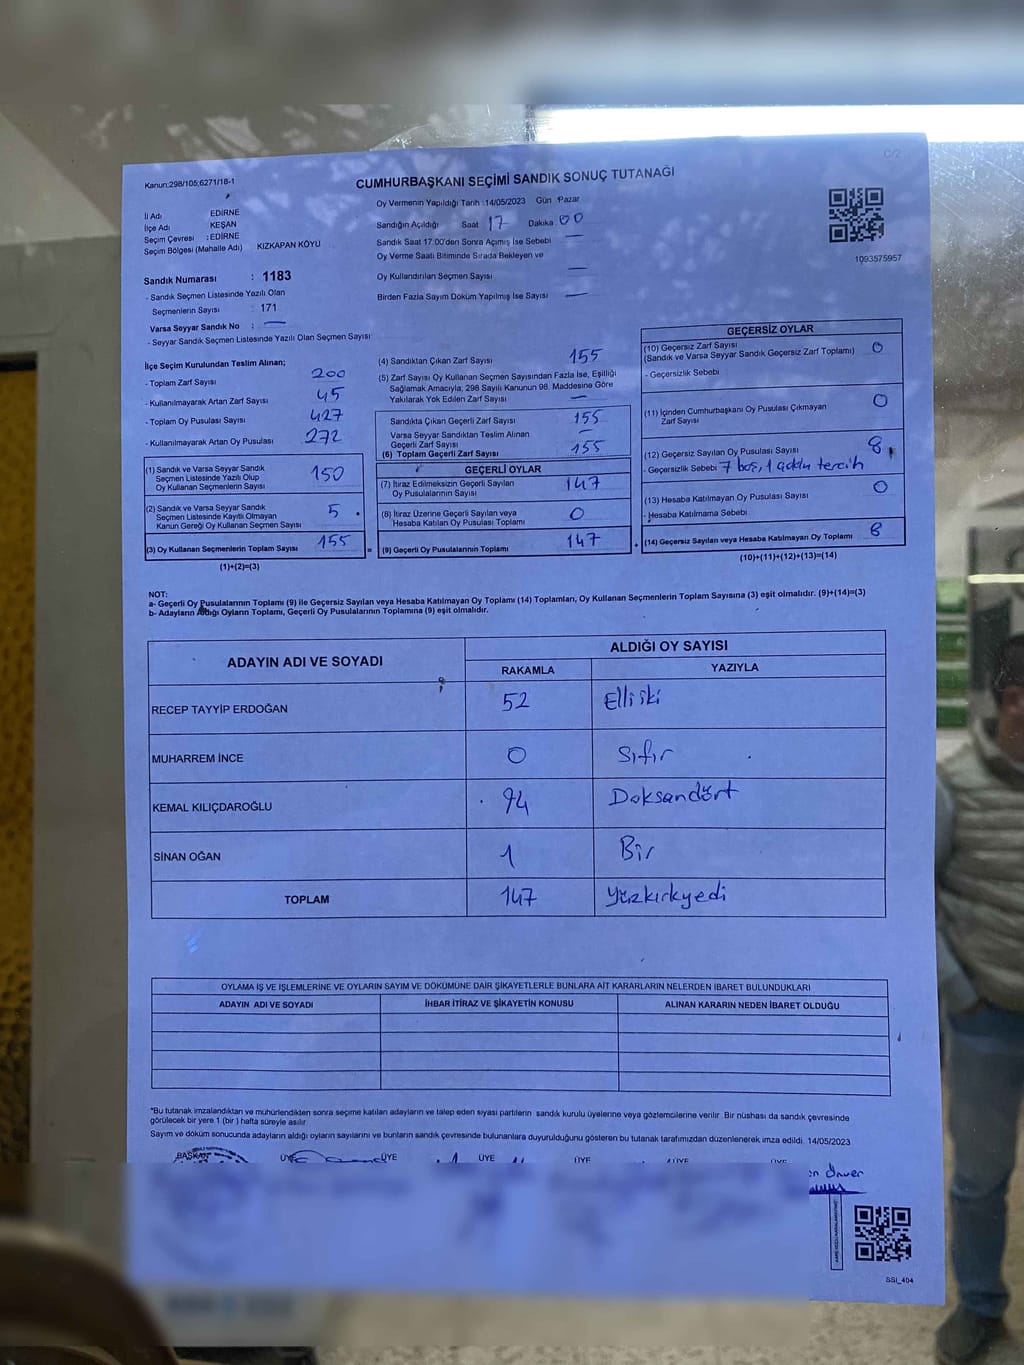 C/2
Kanun:298/105;6271/18-1
CUMHURBAŞKANI SEÇİMİ SANDIK SONUÇ TUTANAĞI
İl Adı EDİRNE
İlçe Adı KEŞAN
Seçim Çevresi : EDİRNE
Seçim Bölgesi (Mahalle Adı) KIZKAPAN KÖYÜ
Sandık Numarası : 1183
- Sandık Seçmen Listesinde Yazılı Olan
Seçmenlerin Sayısı : 171
Varsa Seyyar Sandık No : —
- Seyyar Sandık Seçmen Listesinde Yazılı Olan Seçmen Sayısı:
Oy Vermenin Yapıldığı Tarih :14/05/2023 Gün :Pazar
Sandığın Açıldığı Saat 17 Dakika 00
Sandık Saat 17:00'den Sonra Açılmış İse Sebebi —
Oy Verme Saati Bitiminde Sırada Bekleyen ve
Oy Kullandırılan Seçmen Sayısı —
Birden Fazla Sayım Döküm Yapılmış İse Sayısı —
1093575957
İlçe Seçim Kurulundan Teslim Alınan;
- Toplam Zarf Sayısı 200
- Kullanılmayarak Artan Zarf Sayısı 45
- Toplam Oy Pusulası Sayısı 427
- Kullanılmayarak Artan Oy Pusulası 272
(1) Sandık ve Varsa Seyyar Sandık
Seçmen Listesinde Yazılı Olup
Oy Kullanan Seçmenlerin Sayısı 150
(2) Sandık ve Varsa Seyyar Sandık
Seçmen Listesinde Kayıtlı Olmayan
Kanun Gereği Oy Kullanan Seçmen Sayısı 5
(3) Oy Kullanan Seçmenlerin Toplam Sayısı 155
(1)+(2)=(3)
(4) Sandıktan Çıkan Zarf Sayısı 155
(5) Zarf Sayısı Oy Kullanan Seçmen Sayısından Fazla İse, Eşitliği
Sağlamak Amacıyla, 298 Sayılı Kanunun 98. Maddesine Göre
Yakılarak Yok Edilen Zarf Sayısı —
Sandıkta Çıkan Geçerli Zarf Sayısı 155
Varsa Seyyar Sandıktan Teslim Alınan
Geçerli Zarf Sayısı —
(6) Toplam Geçerli Zarf Sayısı 155
GEÇERLİ OYLAR
(7) İtiraz Edilmeksizin Geçerli Sayılan
Oy Pusulalarının Sayısı 147
(8) İtiraz Üzerine Geçerli Sayılan veya
Hesaba Katılan Oy Pusulası Toplamı 0
= (9) Geçerli Oy Pusulalarının Toplamı 147
GEÇERSİZ OYLAR
(10) Geçersiz Zarf Sayısı
(Sandık ve Varsa Seyyar Sandık Geçersiz Zarf Toplamı) 0
- Geçersizlik Sebebi
(11) İçinden Cumhurbaşkanı Oy Pusulası Çıkmayan
Zarf Sayısı 0
(12) Geçersiz Sayılan Oy Pusulası Sayısı 8
- Geçersizlik Sebebi 7 boş, 1 tercih
(13) Hesaba Katılmayan Oy Pusulası Sayısı 0
- Hesaba Katılmama Sebebi
(14) Geçersiz Sayılan veya Hesaba Katılmayan Oy Toplamı 8
(10)+(11)+(12)+(13)=(14)
NOT:
a- Geçerli Oy Pusulalarının Toplamı (9) ile Geçersiz Sayılan veya Hesaba Katılmayan Oy Toplamı (14) Toplamları, Oy Kullanan Seçmenlerin Toplam Sayısına (3) eşit olmalıdır. (9)+(14)=(3)
b- Adayların Aldığı Oyların Toplamı, Geçerli Oy Pusulalarının Toplamına (9) eşit olmalıdır.
ADAYIN ADI VE SOYADI ALDIĞI OY SAYISI
RAKAMLA YAZIYLA
RECEP TAYYİP ERDOĞAN 52 Elli iki
MUHARREM İNCE 0 Sıfır
KEMAL KILIÇDAROĞLU 94 Doksandört
SİNAN OĞAN 1 Bir
TOPLAM 147 Yüzkırkyedi
OYLAMA İŞ VE İŞLEMLERİNE VE OYLARIN SAYIM VE DÖKÜMÜNE DAİR ŞİKAYETLERLE BUNLARA AİT KARARLARIN NELERDEN İBARET BULUNDUKLARI
ADAYIN ADI VE SOYADI İHBAR İTİRAZ VE ŞİKAYETİN KONUSU ALINAN KARARIN NEDEN İBARET OLDUĞU
"Bu tutanak imzalandıktan ve mühürlendikten sonra seçime katılan adayların ve talep eden siyasi partilerin sandık kurulu üyelerine veya gözlemcilerine verilir. Bir nüshası da sandık çevresinde
görülecek bir yere 1 (bir) hafta süreyle asılır.
Sayım ve döküm sonucunda adayların aldığı oyların sayılarını ve bunların sandık çevresinde bulunanlara duyurulduğunu gösteren bu tutanak tarafımızdan düzenlenerek imza edildi. 14/05/2023
BAŞKAN ÜYE ÜYE ÜYE ÜYE ÜYE
SSI_404